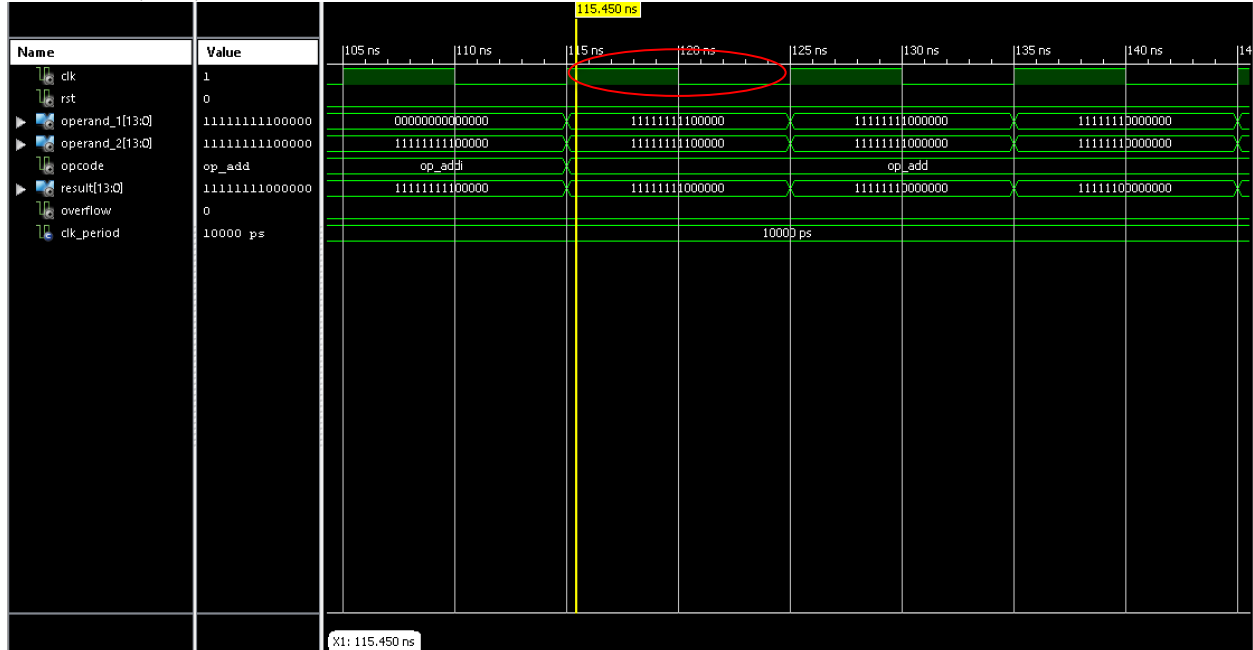 115.450 ns
Name Value 105 ns 110 ns 115 ns 120 ns 125 ns 130 ns 135 ns 140 ns 14
clk 1
rst 0
operand_1[13:0] 11111111100000 00000000000000 11111111100000 11111111000000 11111110000000
operand_2[13:0] 11111111100000 11111111100000 11111111100000 11111111000000 11111110000000
opcode op_add op_addi op_add
result[13:0] 11111111000000 11111111100000 11111111000000 11111110000000 11111100000000
overflow 0
clk_period 10000 ps 10000 ps
X1: 115.450 ns